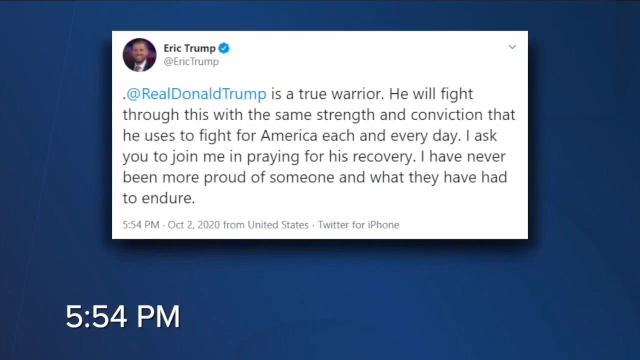 Eric Trump
@EricTrump
.@RealDonaldTrump is a true warrior. He will fight
through this with the same strength and conviction that
he uses to fight for America each and every day. I ask
you to join me in praying for his recovery. I have never
been more proud of someone and what they have had
to endure.
5:54 PM · Oct 2, 2020 from United States · Twitter for iPhone
5:54 PM